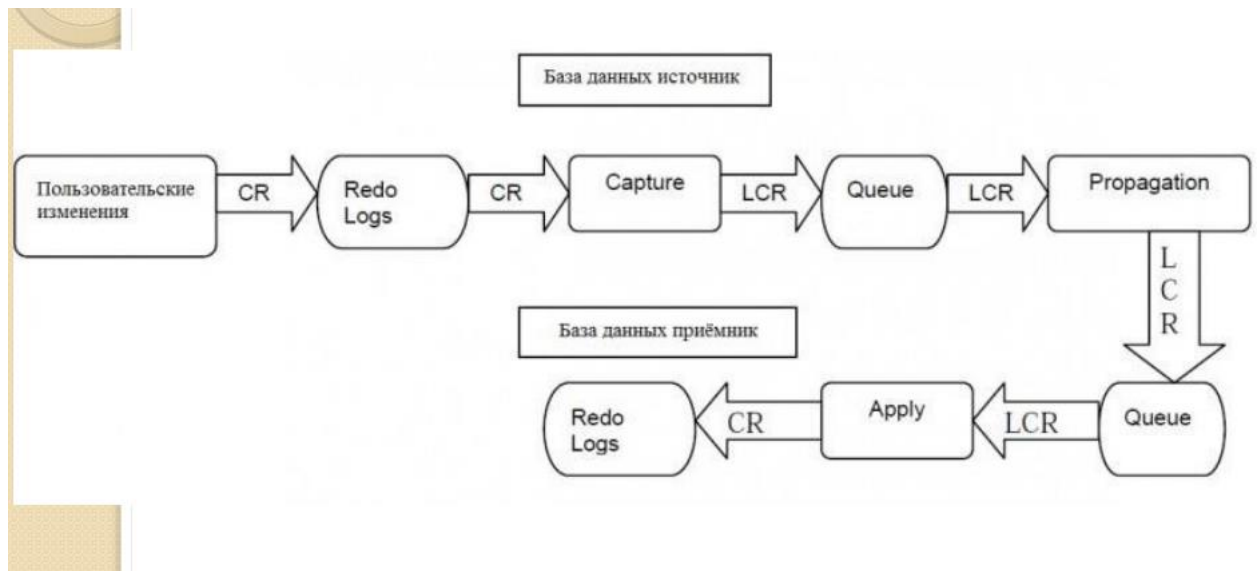 База данных источник
Пользовательские
изменения
CR
Redo
Logs
CR
Capture
LCR
Queue
LCR
Propagation
LCR
База данных приёмник
Queue
LCR
Apply
CR
Redo
Logs